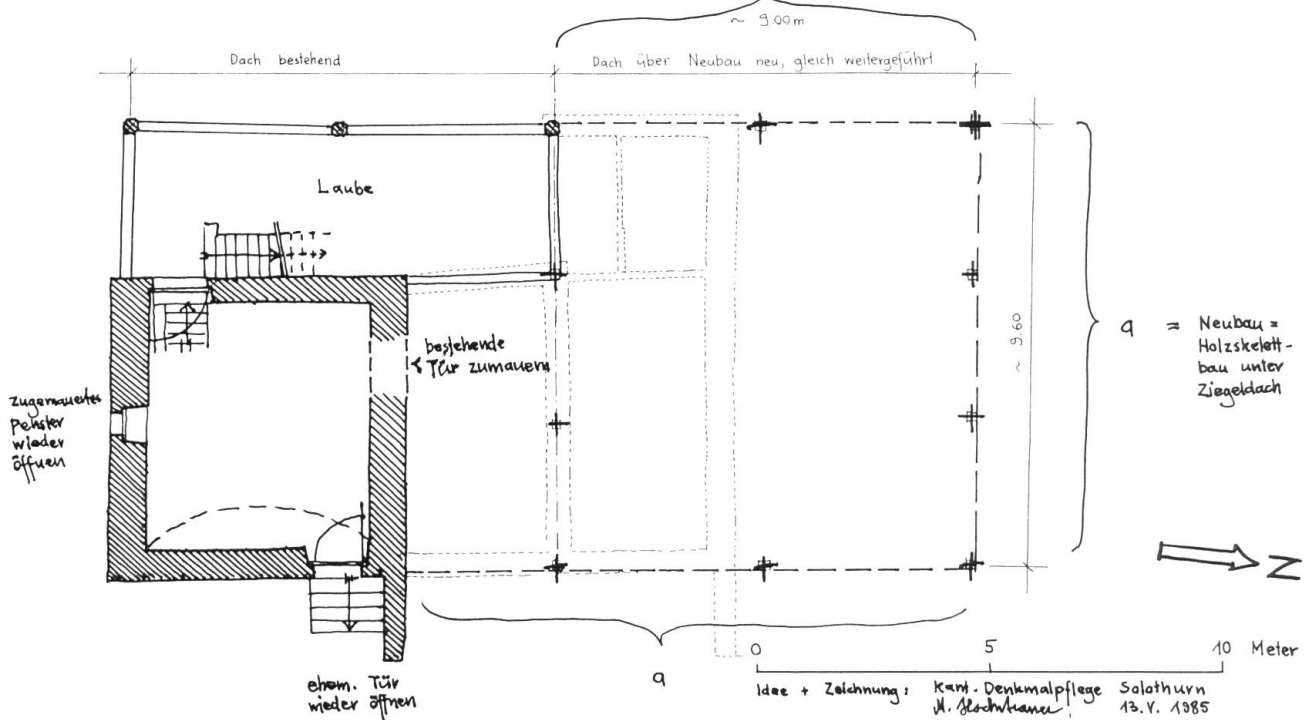 ~ 9.00m
Dach bestehend
Dach über Neubau neu, gleich weitergeführt
Laube
bestehende
Tür zumauern
zugemauertes
Fenster
wieder
öffnen
~ 9.60
a = Neubau =
Holzskelett-
bau unter
Ziegeldach
Z
ehem. Tür
wieder öffnen
a
0 5 10 Meter
Idee + Zeichnung: Kant. Denkmalpflege Solothurn
M. 13. V. 1985